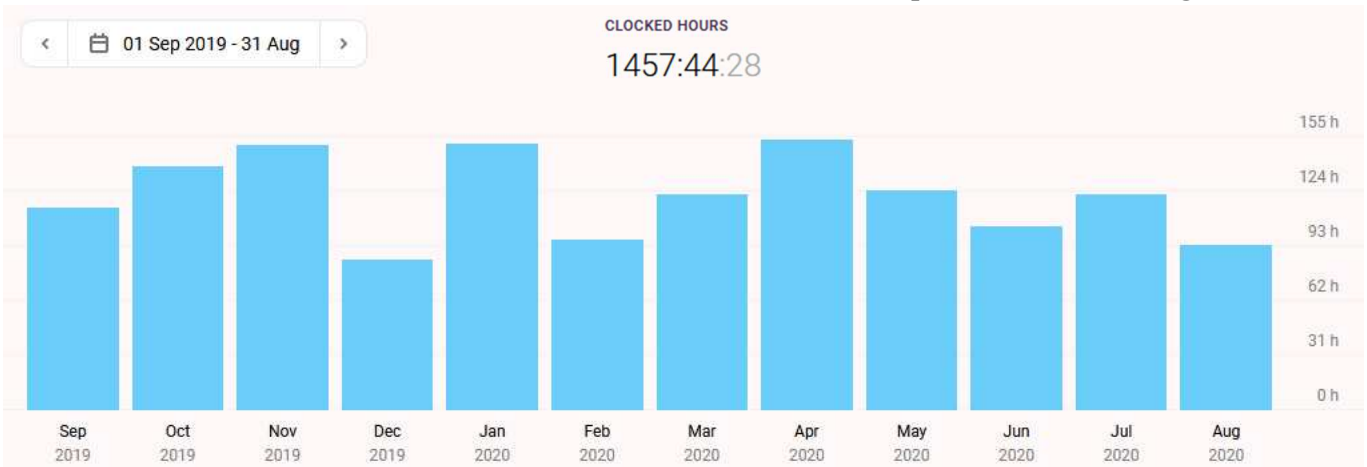 CLOCKED HOURS
01 Sep 2019 - 31 Aug
1457:44:28
155 h
124 h
93 h
62 h
31 h
0 h
Sep Oct Nov Dec Jan Feb Mar Apr May Jun Jul Aug
2019 2019 2019 2019 2020 2020 2020 2020 2020 2020 2020 2020